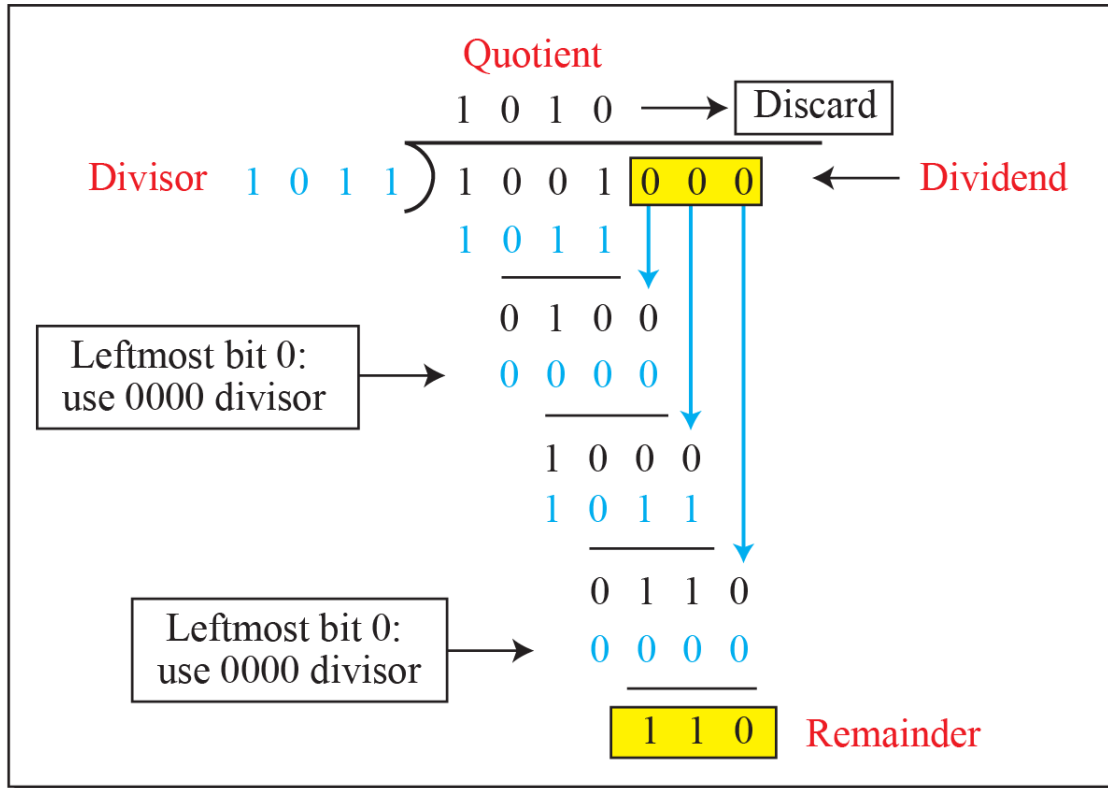 Quotient
1 0 1 0 Discard
Divisor 1 0 1 1 1 0 0 1 0 0 0 Dividend
1 0 1 1
0 1 0 0
Leftmost bit 0:
use 0000 divisor
0 0 0 0
1 0 0 0
1 0 1 1
0 1 1 0
Leftmost bit 0:
use 0000 divisor
0 0 0 0
1 1 0 Remainder